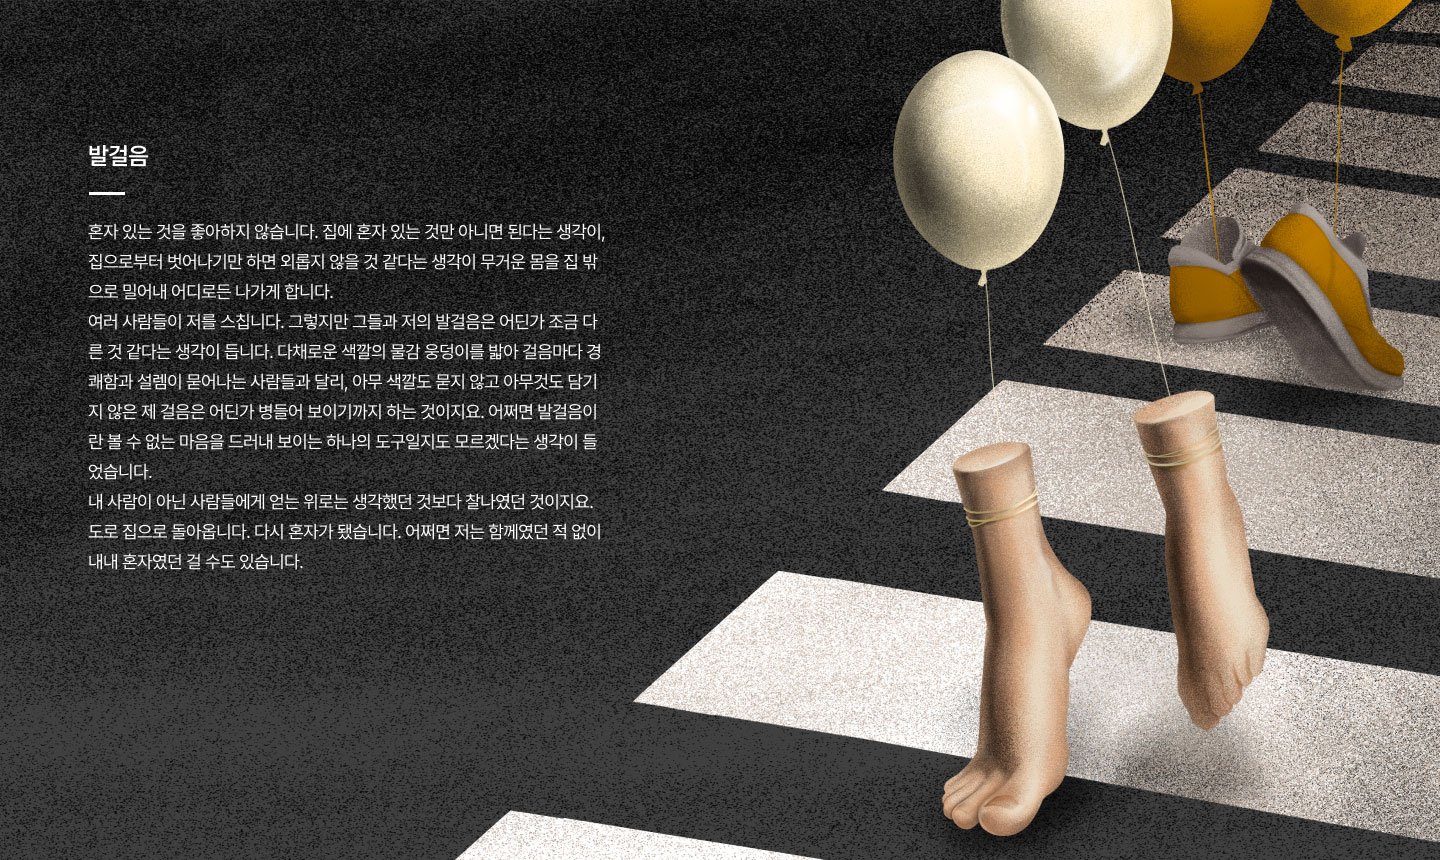 발걸음
혼자 있는 것을 좋아하지 않습니다. 집에 혼자 있는 것만 아니면 된다는 생각이,
집으로부터 벗어나기만 하면 외롭지 않을 것 같다는 생각이 무거운 몸을 집 밖
으로 밀어내 어디로든 나가게 합니다.
여러 사람들이 저를 스칩니다. 그렇지만 그들과 저의 발걸음은 어딘가 조금 다
른 것 같다는 생각이 듭니다. 다채로운 색깔의 물감 웅덩이를 밟아 걸음마다 경
쾌함과 설렘이 묻어나는 사람들과 달리, 아무 색깔도 묻지 않고 아무것도 담기
지 않은 제 걸음은 어딘가 병들어 보이기까지 하는 것이지요. 어쩌면 발걸음이
란 볼 수 없는 마음을 드러내 보이는 하나의 도구일지도 모르겠다는 생각이 들
었습니다.
내 사람이 아닌 사람들에게 얻는 위로는 생각했던 것보다 찰나였던 것이지요.
도로 집으로 돌아옵니다. 다시 혼자가 됐습니다. 어쩌면 저는 함께였던 적 없이
내내 혼자였던 걸 수도 있습니다.